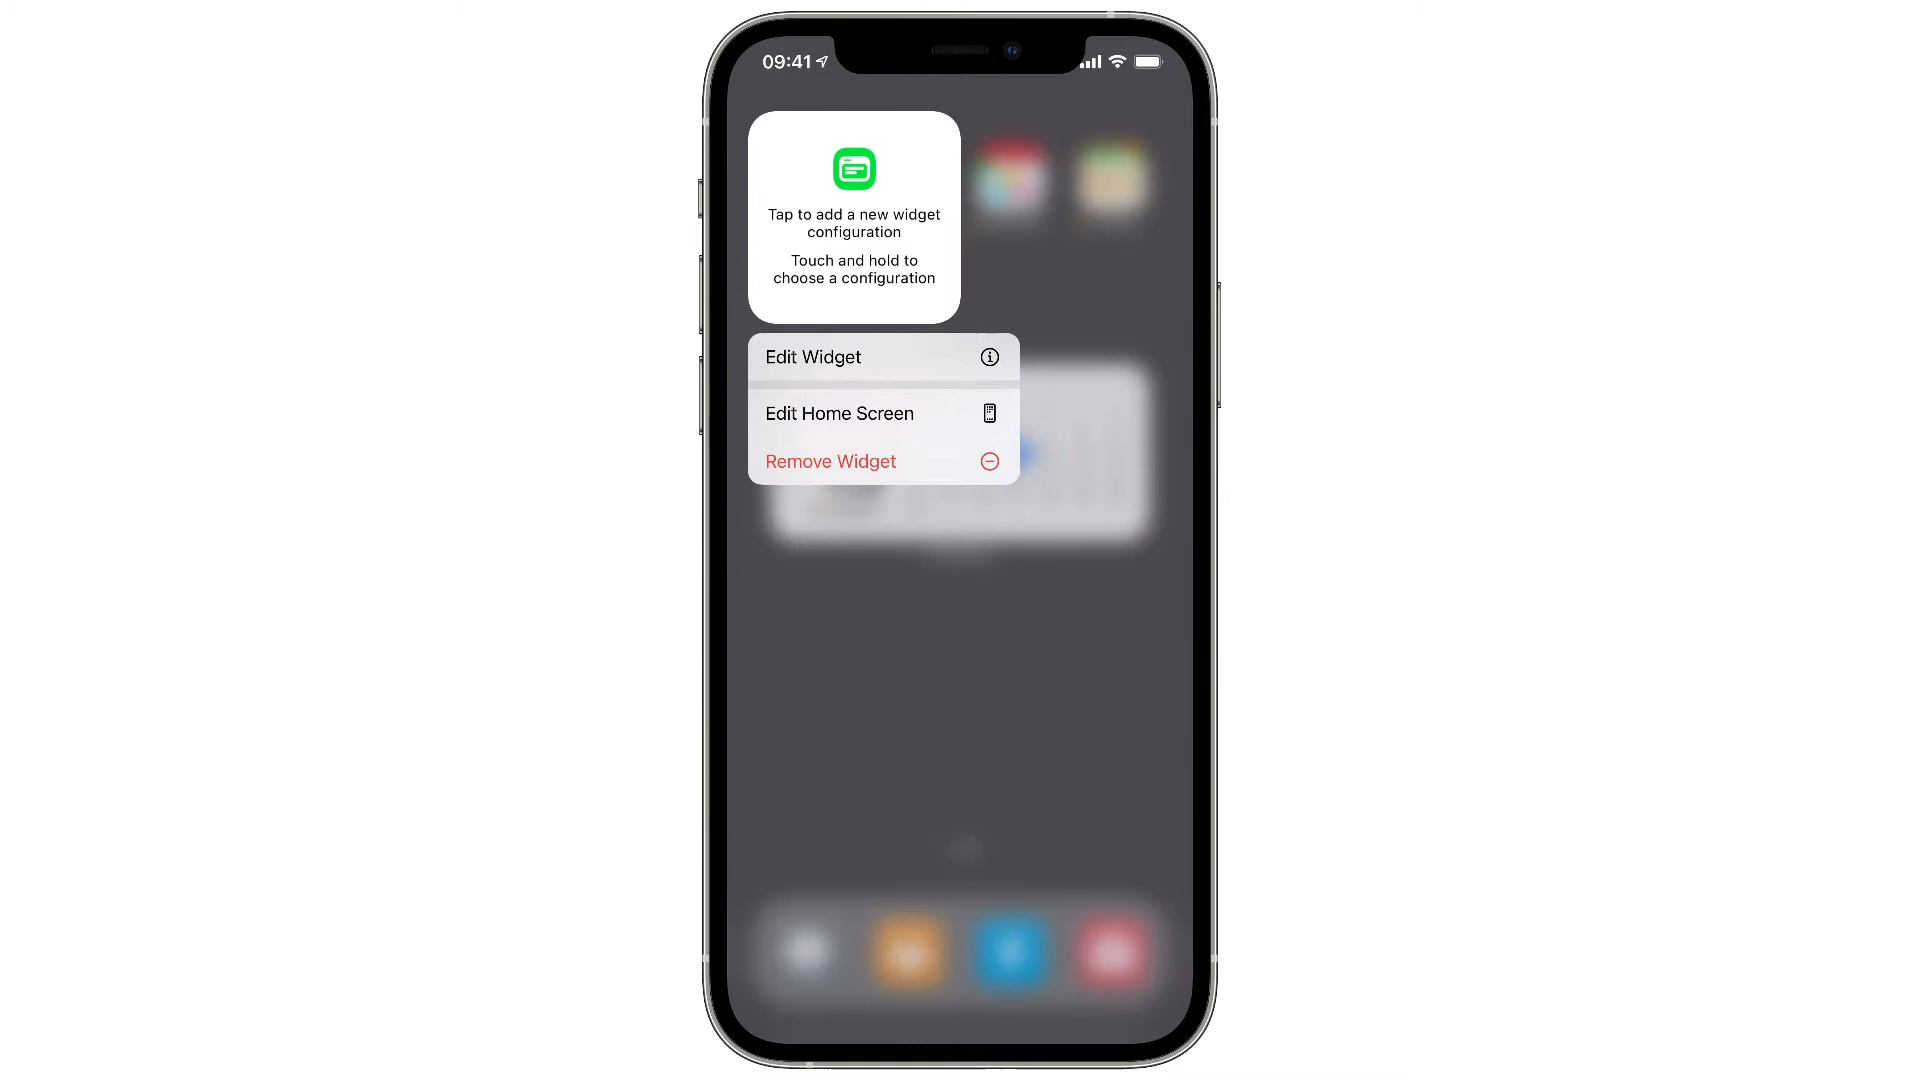 09:41
Tap to add a new widget
configuration
Touch and hold to
choose a configuration
Edit Widget
Edit Home Screen
Remove Widget